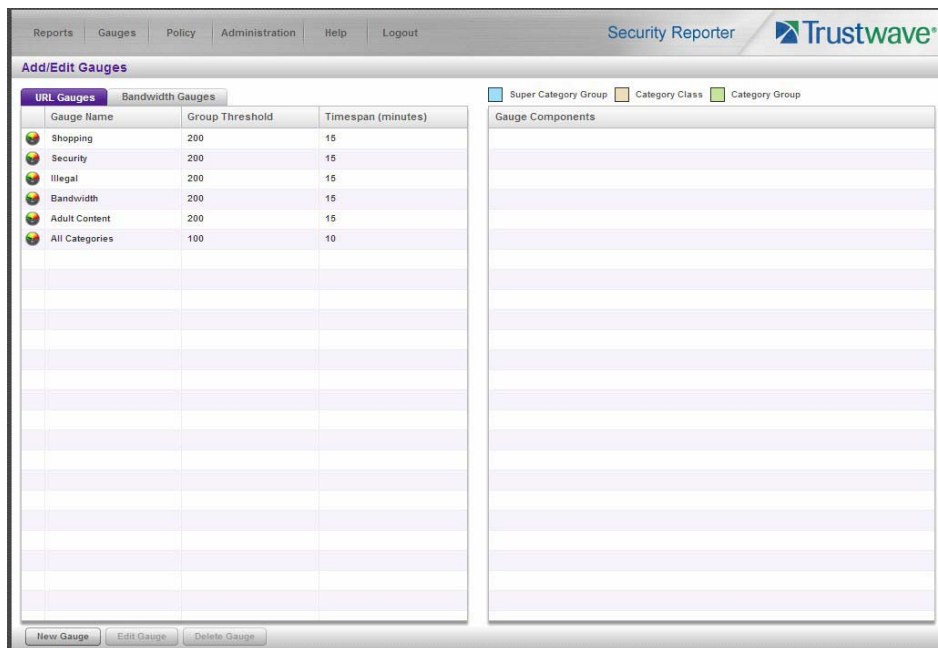 Reports Gauges Policy Administration Help Logout Security Reporter Trustwave®
Add/Edit Gauges
URL Gauges Bandwidth Gauges Super Category Group Category Class Category Group
Gauge Name Group Threshold Timespan (minutes) Gauge Components
Shopping 200 15
Security 200 15
Illegal 200 15
Bandwidth 200 15
Adult Content 200 15
All Categories 100 10
New Gauge Edit Gauge Delete Gauge